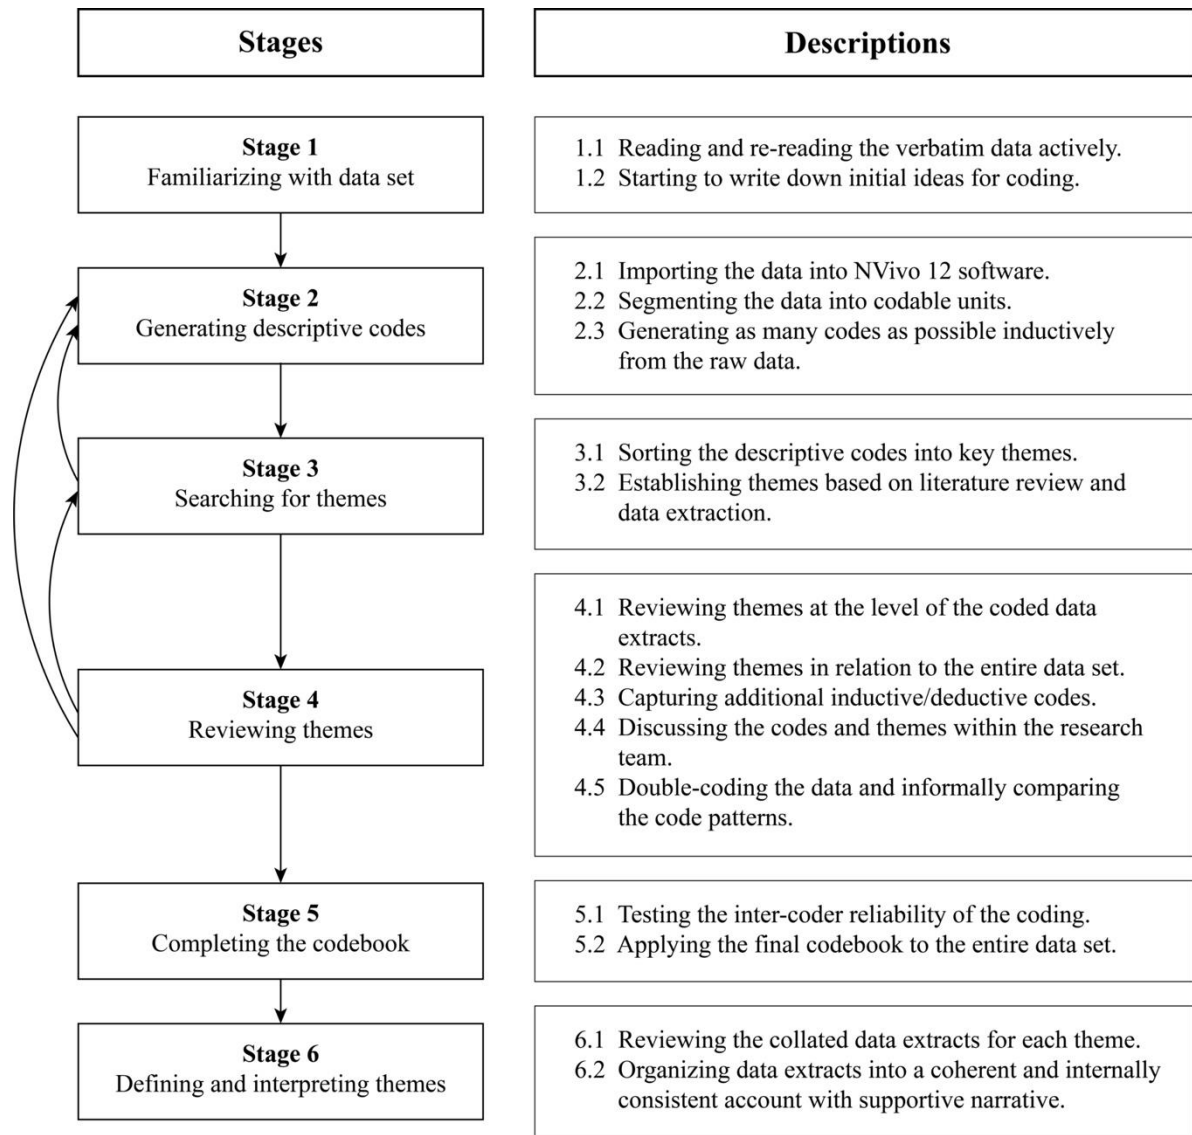 Stages
Descriptions
Stage 1
Familiarizing with data set
1.1 Reading and re-reading the verbatim data actively.
1.2 Starting to write down initial ideas for coding.
Stage 2
Generating descriptive codes
2.1 Importing the data into NVivo 12 software.
2.2 Segmenting the data into codable units.
2.3 Generating as many codes as possible inductively
from the raw data.
Stage 3
Searching for themes
3.1 Sorting the descriptive codes into key themes.
3.2 Establishing themes based on literature review and
data extraction.
Stage 4
Reviewing themes
4.1 Reviewing themes at the level of the coded data
extracts.
4.2 Reviewing themes in relation to the entire data set.
4.3 Capturing additional inductive/deductive codes.
4.4 Discussing the codes and themes within the research
team.
4.5 Double-coding the data and informally comparing
the code patterns.
Stage 5
Completing the codebook
5.1 Testing the inter-coder reliability of the coding.
5.2 Applying the final codebook to the entire data set.
Stage 6
Defining and interpreting themes
6.1 Reviewing the collated data extracts for each theme.
6.2 Organizing data extracts into a coherent and internally
consistent account with supportive narrative.